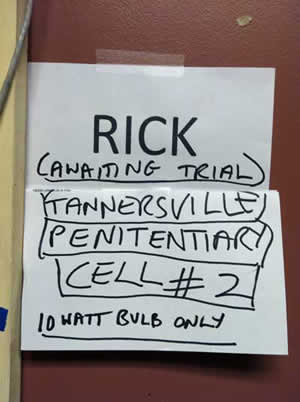 RICK
(AWAITING TRIAL)
TANNERSVILLE
PENITENTIARY
CELL # 2
10 WATT BULB ONLY